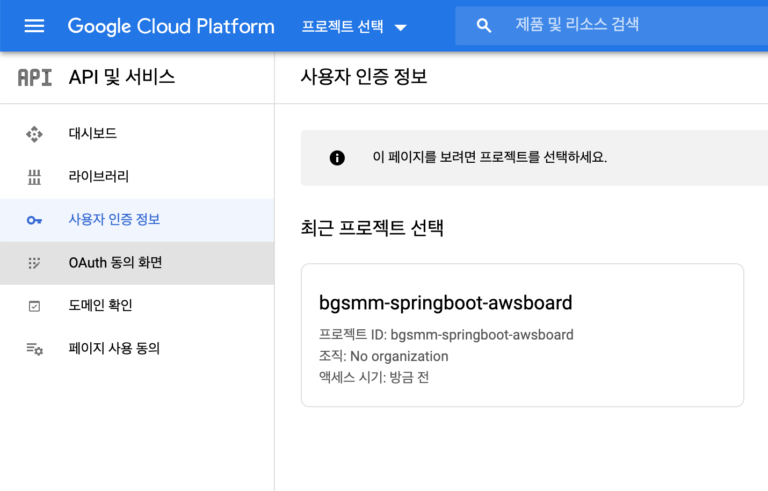 Google Cloud Platform 프로젝트 선택 제품 및 리소스 검색
API API 및 서비스
사용자 인증 정보
대시보드
라이브러리
사용자 인증 정보
OAuth 동의 화면
도메인 확인
페이지 사용 동의
이 페이지를 보려면 프로젝트를 선택하세요.
최근 프로젝트 선택
bgsmm-springboot-awsboard
프로젝트 ID: bgsmm-springboot-awsboard
조직: No organization
액세스 시기: 방금 전